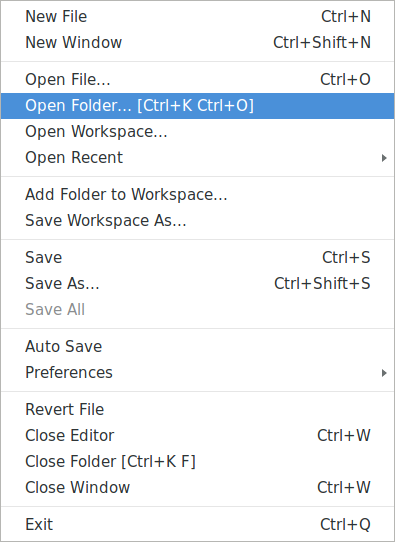 New File Ctrl+N
New Window Ctrl+Shift+N
Open File... Ctrl+O
Open Folder... [Ctrl+K Ctrl+O]
Open Workspace...
Open Recent
Add Folder to Workspace...
Save Workspace As...
Save Ctrl+S
Save As... Ctrl+Shift+S
Save All
Auto Save
Preferences
Revert File
Close Editor Ctrl+W
Close Folder [Ctrl+K F]
Close Window Ctrl+W
Exit Ctrl+Q